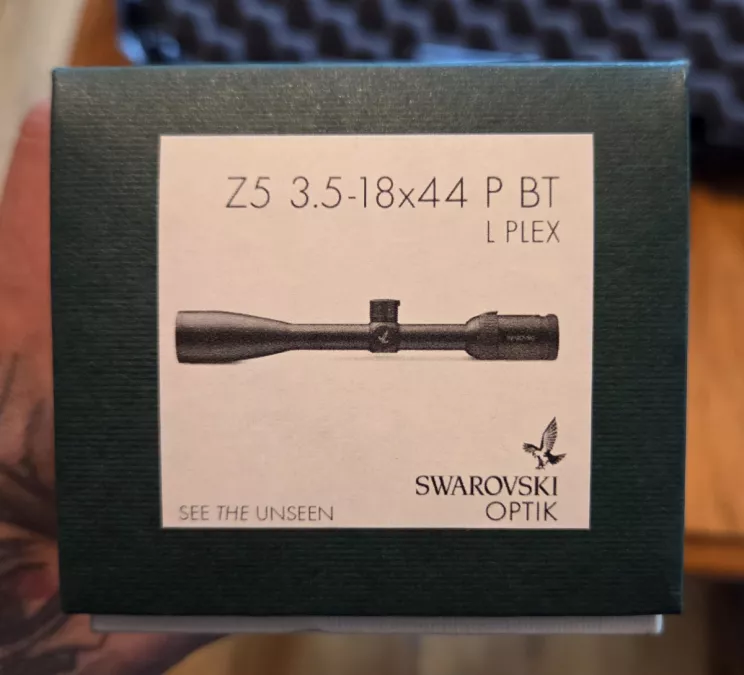 Z5 3.5-18x44 P BT
L PLEX
SWAROVSKI
OPTIK
SEE THE UNSEEN